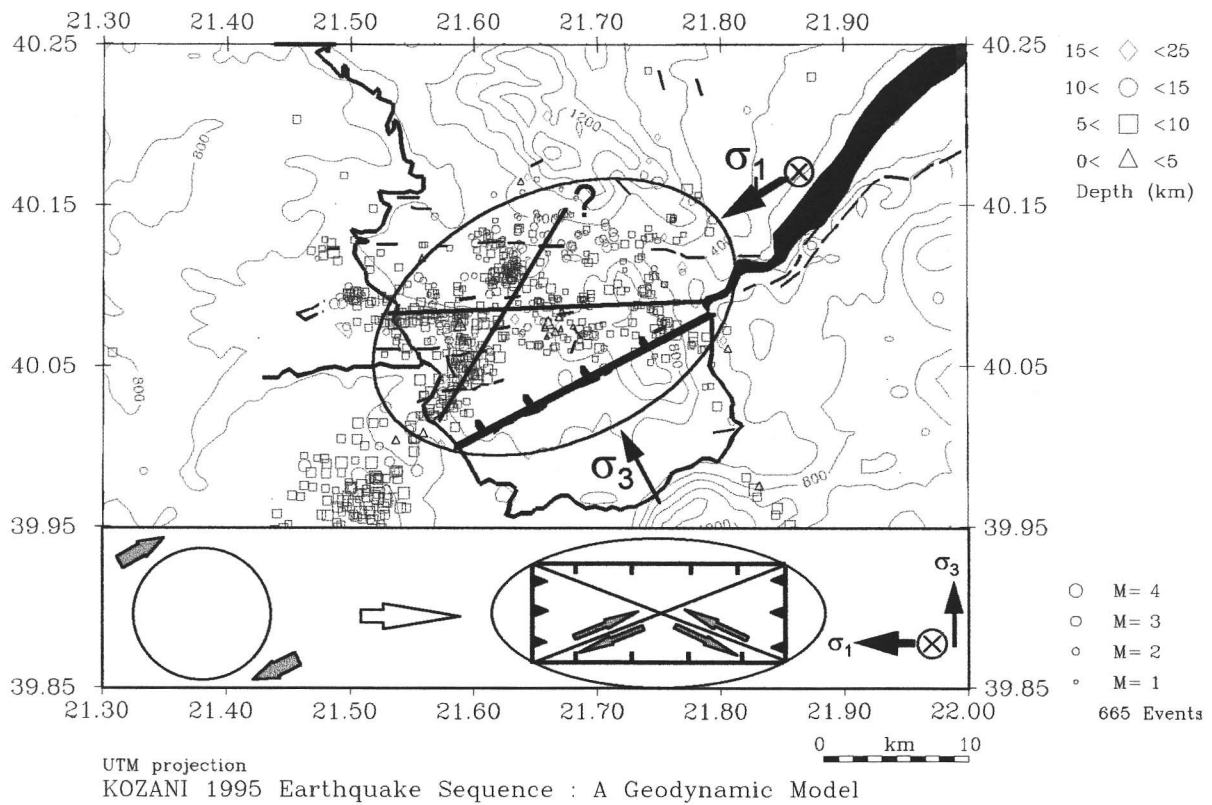 21.30 21.40 21.50 21.60 21.70 21.80 21.90
40.25 40.25
15< <25
10< <15
5< <10
0< <5
Depth (km)
1200
800
σ1
?
40.15 40.15
600
40.05 40.05
800
800
σ3
800
39.95 39.95
σ3
σ1
M= 4
M= 3
M= 2
M= 1
39.85 39.85
21.30 21.40 21.50 21.60 21.70 21.80 21.90 22.00
665 Events
0 km 10
UTM projection
KOZANI 1995 Earthquake Sequence : A Geodynamic Model